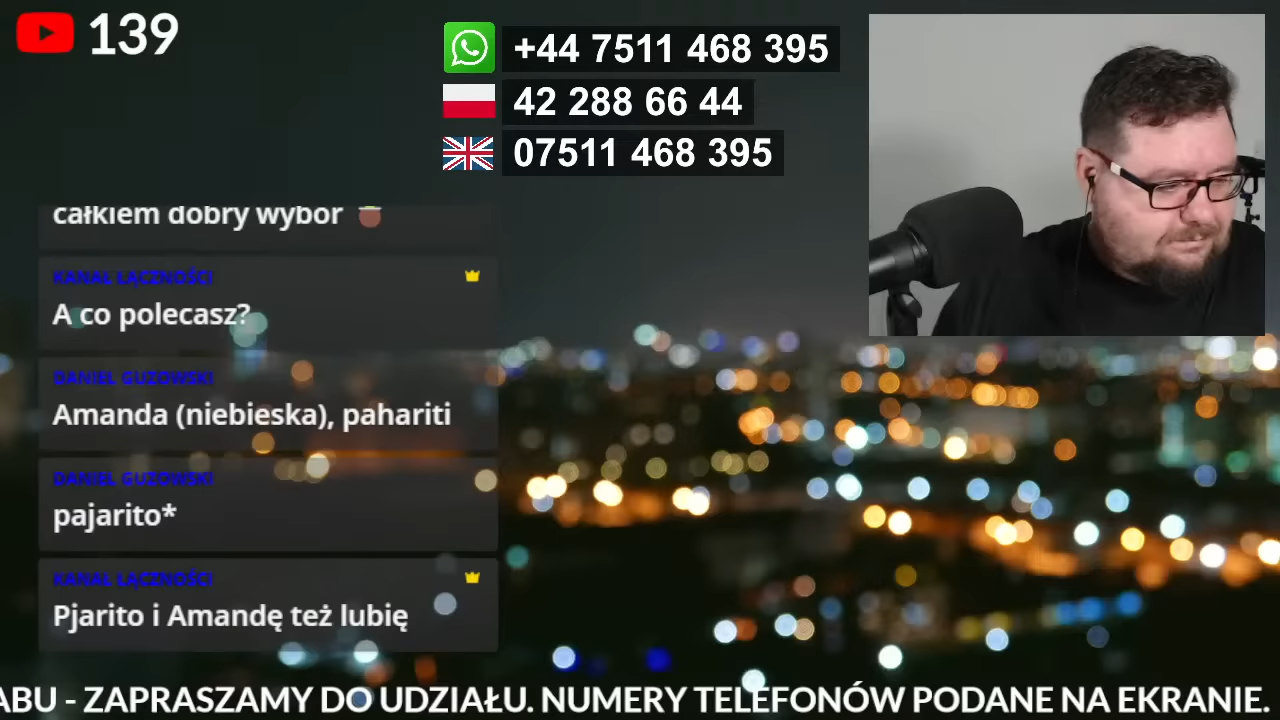 139
+44 7511 468 395
42 288 66 44
07511 468 395
całkiem dobry wybór
KANAŁ ŁĄCZNOŚCI
A co polecasz?
DANIEL GUZOWSKI
Amanda (niebieska), pahariti
DANIEL GUZOWSKI
pajarito*
KANAŁ ŁĄCZNOŚCI
Pjarito i Amandę też lubię
ABU - ZAPRASZAMY DO UDZIAŁU. NUMERY TELEFONÓW PODANE NA EKRANIE.